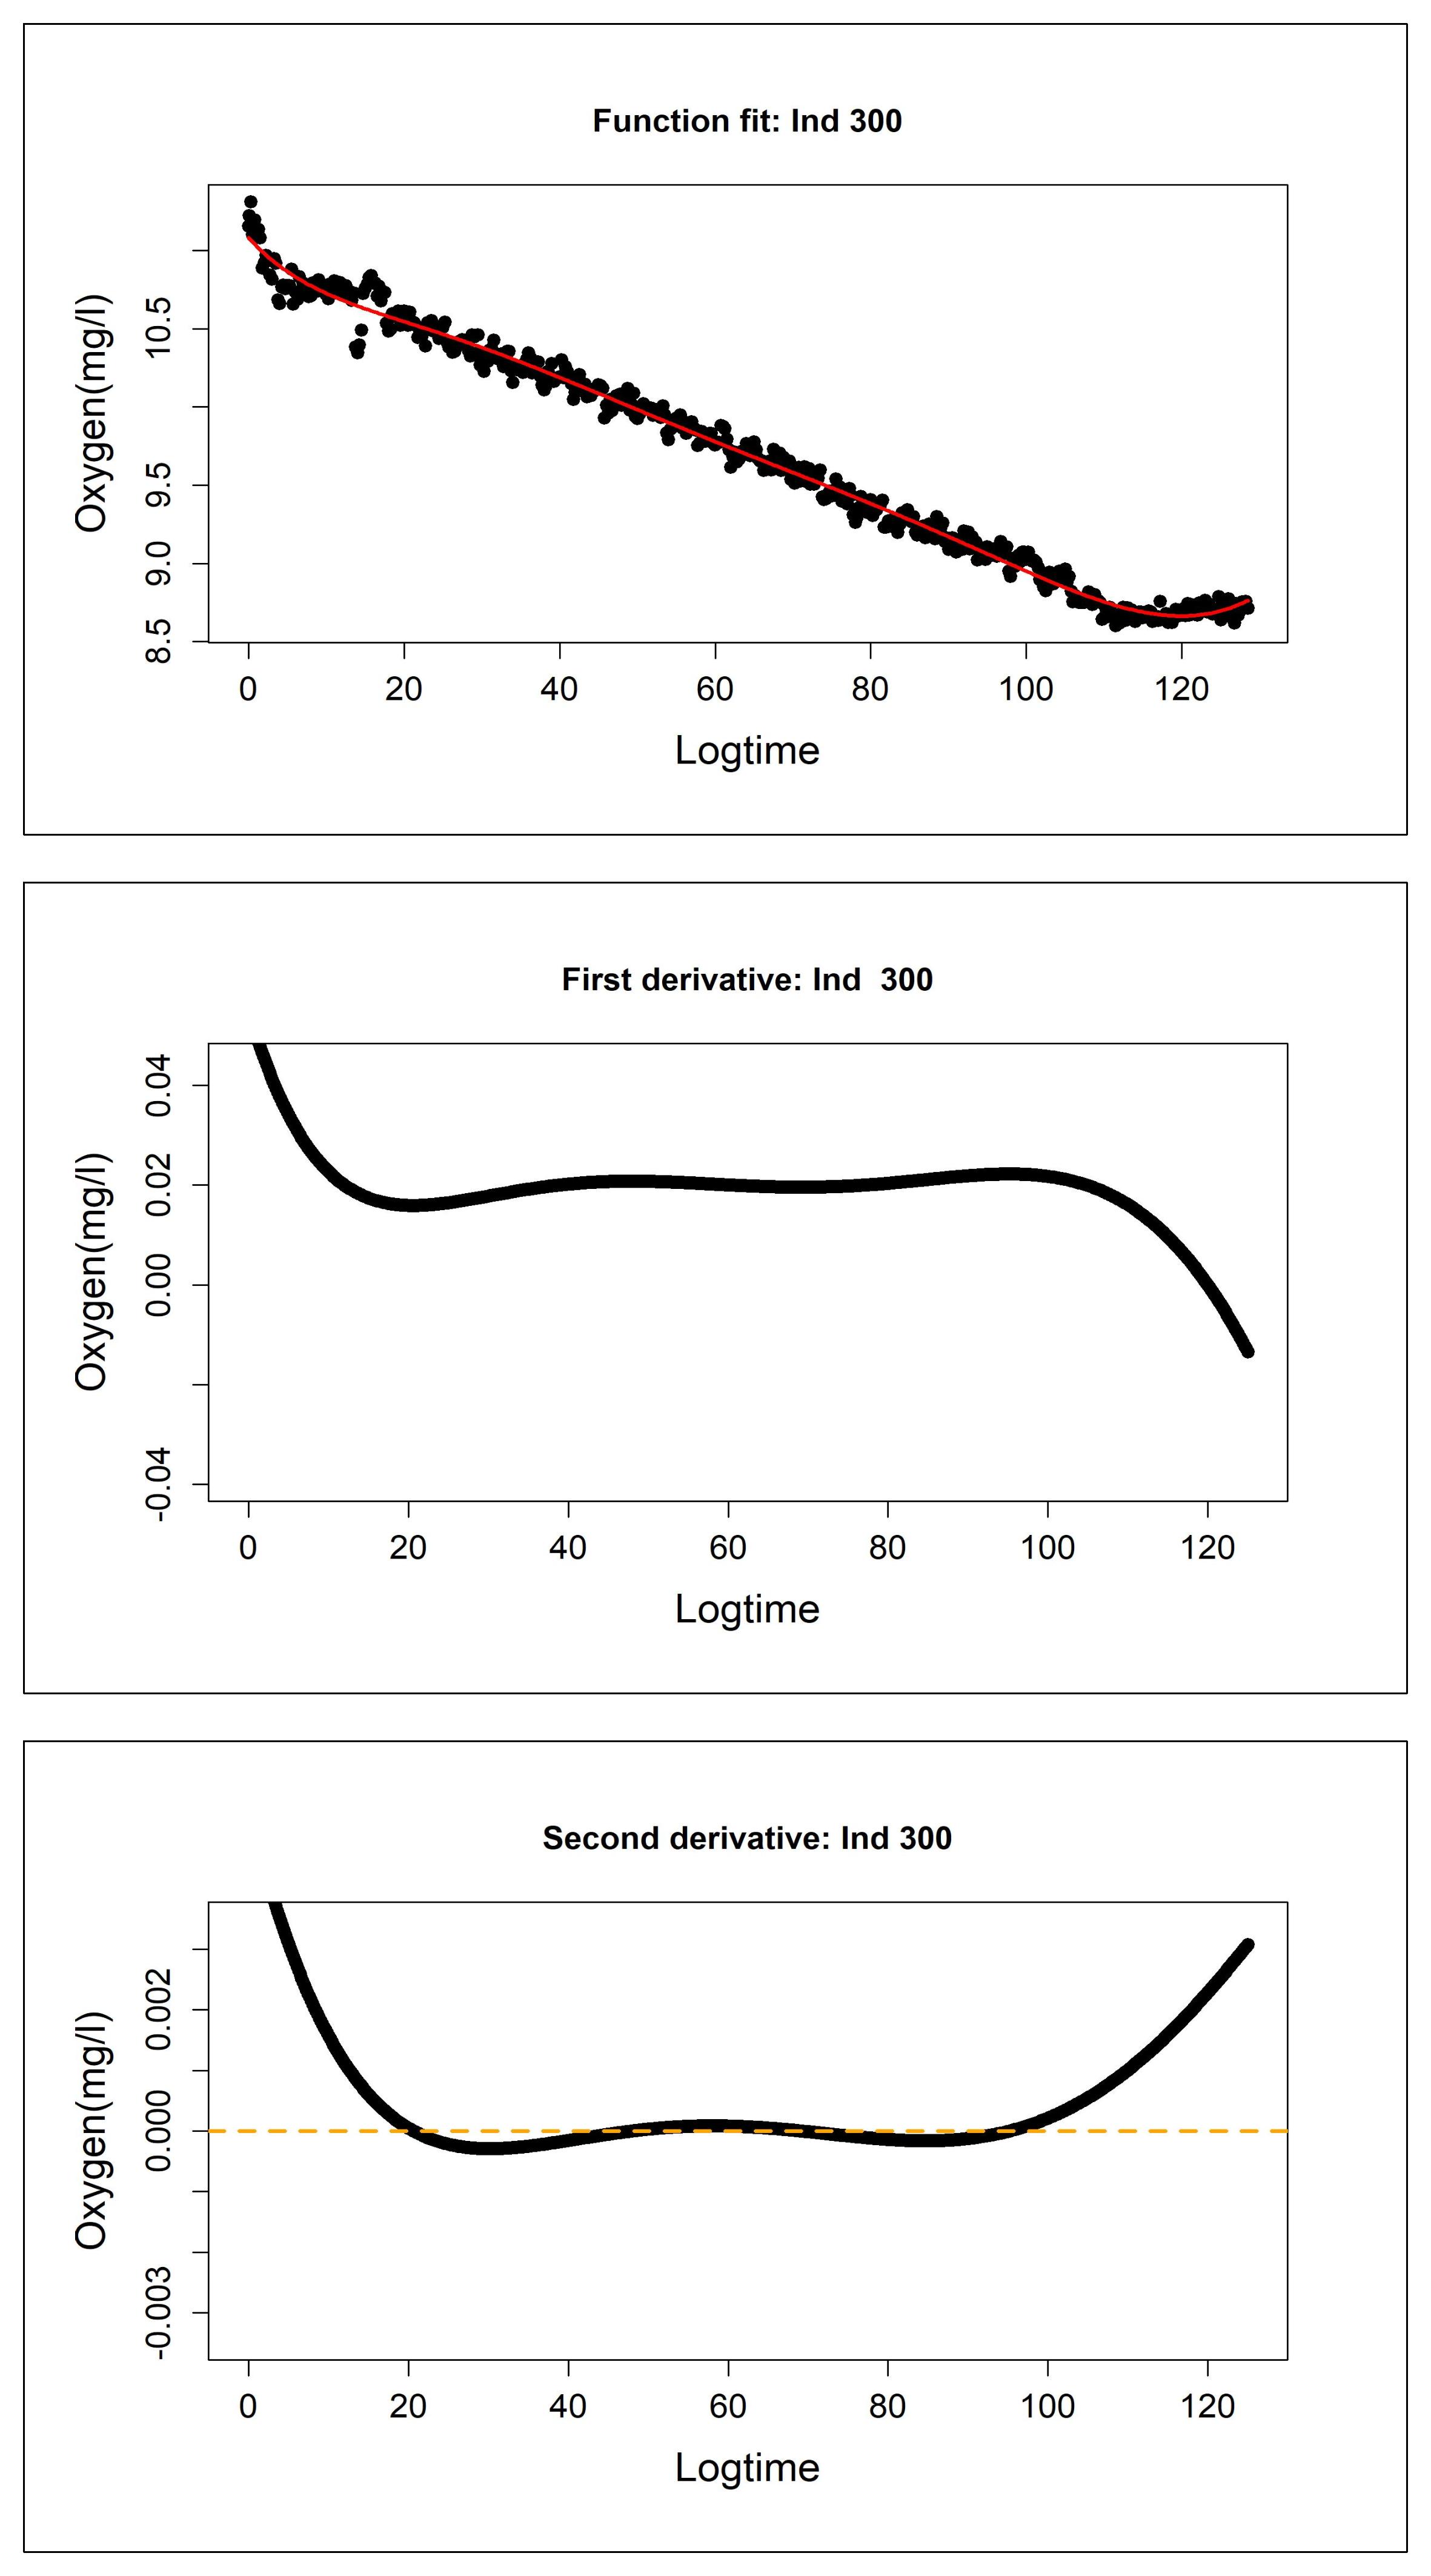 Function fit: Ind 300
Oxygen(mg/l)
10.5
9.5
9.0
8.5
0 20 40 60 80 100 120
Logtime
First derivative: Ind  300
Oxygen(mg/l)
0.04
0.02
0.00
-0.04
0 20 40 60 80 100 120
Logtime
Second derivative: Ind 300
Oxygen(mg/l)
0.002
0.000
-0.003
0 20 40 60 80 100 120
Logtime